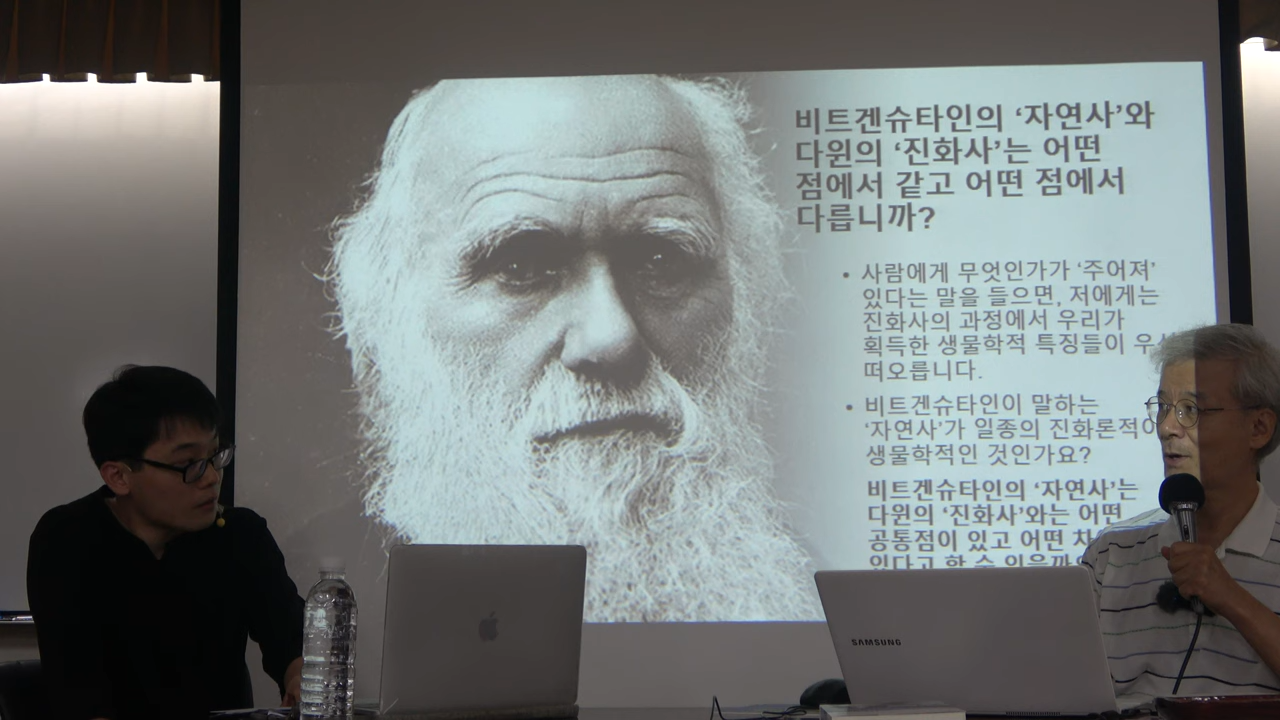 비트겐슈타인의 ‘자연사’와
다윈의 ‘진화사’는 어떤
점에서 같고 어떤 점에서
다릅니까?
• 사람에게 무엇인가가 ‘주어져’
있다는 말을 들으면, 저에게는
진화사의 과정에서 우리가
획득한 생물학적 특징들이
떠오릅니다.
• 비트겐슈타인이 말하는
‘자연사’가 일종의 진화론적
생물학적인 것인가요?
비트겐슈타인의 ‘자연사’는
다윈의 ‘진화사’와는 어떤
공통점이 있고 어떤
있다고 할 수
SAMSUNG